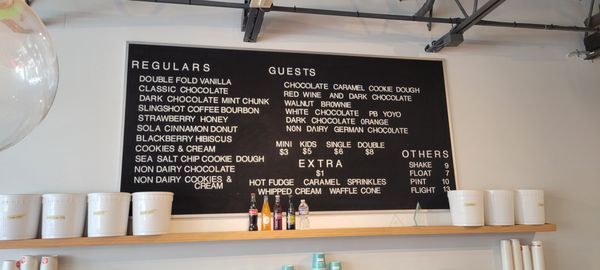 REGULARS
DOUBLE FOLD VANILLA
CLASSIC CHOCOLATE
DARK CHOCOLATE MINT CHUNK
SLINGSHOT COFFEE BOURBON
STRAWBERRY HONEY
SOLA CINNAMON DONUT
BLACKBERRY HIBISCUS
COOKIES & CREAM
SEA SALT CHIP COOKIE DOUGH
NON DAIRY CHOCOLATE
NON DAIRY COOKIES &
CREAM
GUESTS
CHOCOLATE CARAMEL COOKIE DOUGH
RED WINE AND DARK CHOCOLATE
WALNUT BROWNIE
WHITE CHOCOLATE PB YOYO
DARK CHOCOLATE ORANGE
NON DAIRY GERMAN CHOCOLATE
MINI KIDS SINGLE DOUBLE
$3 $5 $6 $8
EXTRA
$1
HOT FUDGE CARAMEL SPRINKLES
WHIPPED CREAM WAFFLE CONE
OTHERS
SHAKE 9
FLOAT 7
PINT 10
FLIGHT 13